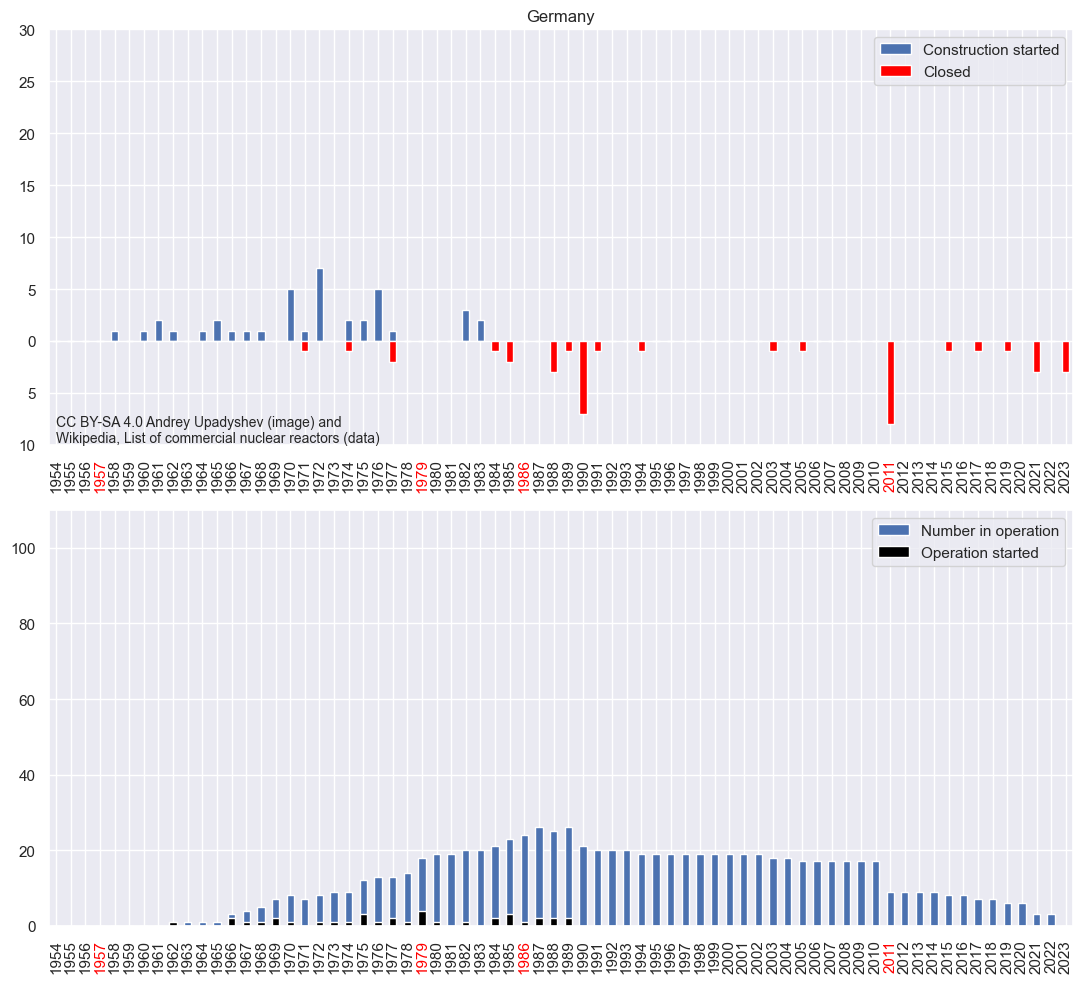 Germany
30
25
20
15
10
5
0
5
10
Construction started
Closed
CC BY-SA 4.0 Andrey Upadyshev (image) and
Wikipedia, List of commercial nuclear reactors (data)
1954 1955 1956 1957 1958 1959 1960 1961 1962 1963 1964 1965 1966 1967 1968 1969 1970 1971 1972 1973 1974 1975 1976 1977 1978 1979 1980 1981 1982 1983 1984 1985 1986 1987 1988 1989 1990 1991 1992 1993 1994 1995 1996 1997 1998 1999 2000 2001 2002 2003 2004 2005 2006 2007 2008 2009 2010 2011 2012 2013 2014 2015 2016 2017 2018 2019 2020 2021 2022 2023
100
80
60
40
20
0
Number in operation
Operation started
1954 1955 1956 1957 1958 1959 1960 1961 1962 1963 1964 1965 1966 1967 1968 1969 1970 1971 1972 1973 1974 1975 1976 1977 1978 1979 1980 1981 1982 1983 1984 1985 1986 1987 1988 1989 1990 1991 1992 1993 1994 1995 1996 1997 1998 1999 2000 2001 2002 2003 2004 2005 2006 2007 2008 2009 2010 2011 2012 2013 2014 2015 2016 2017 2018 2019 2020 2021 2022 2023